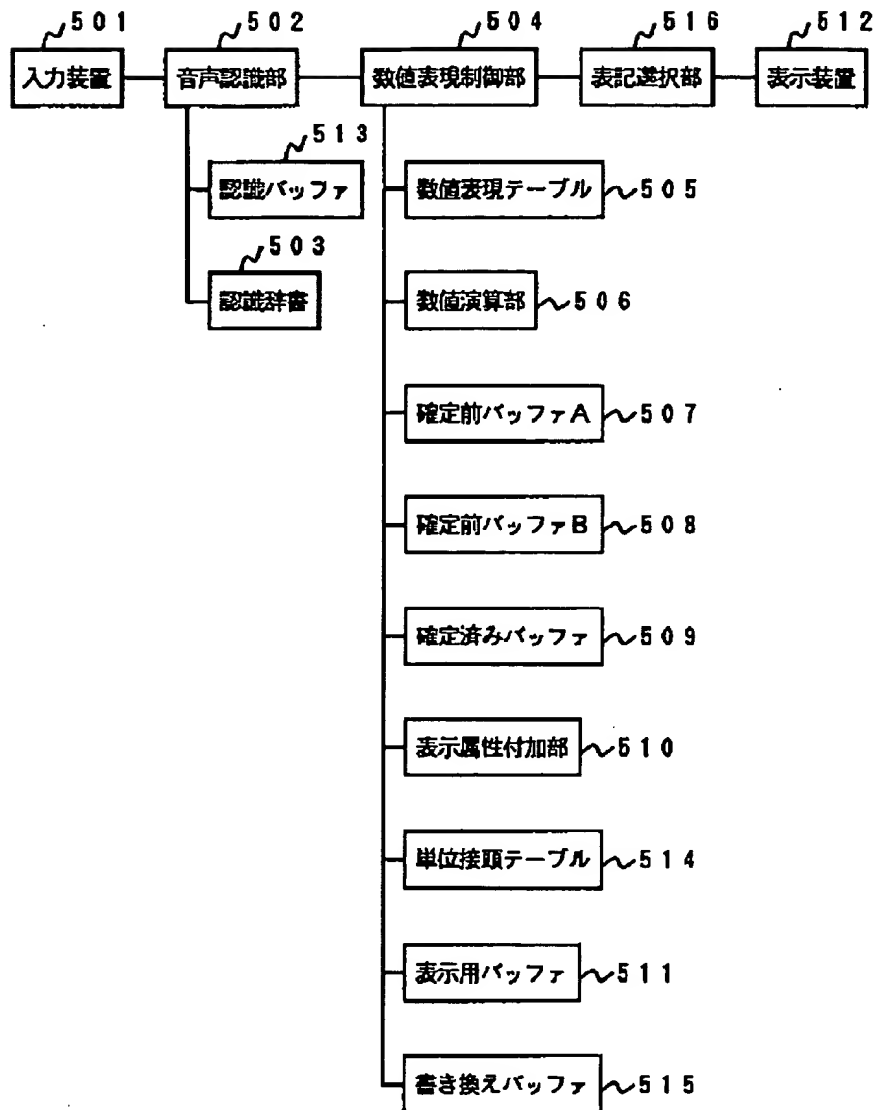 501 502 504 516 512
入力装置 音声認識部 数値表現制御部 表記選択部 表示装置
513
認識バッファ
数値表現テーブル 505
503
認識辞書
数値演算部 506
確定前バッファA 507
確定前バッファB 508
確定済みバッファ 509
表示属性付加部 510
単位接頭テーブル 514
表示用バッファ 511
書き換えバッファ 515